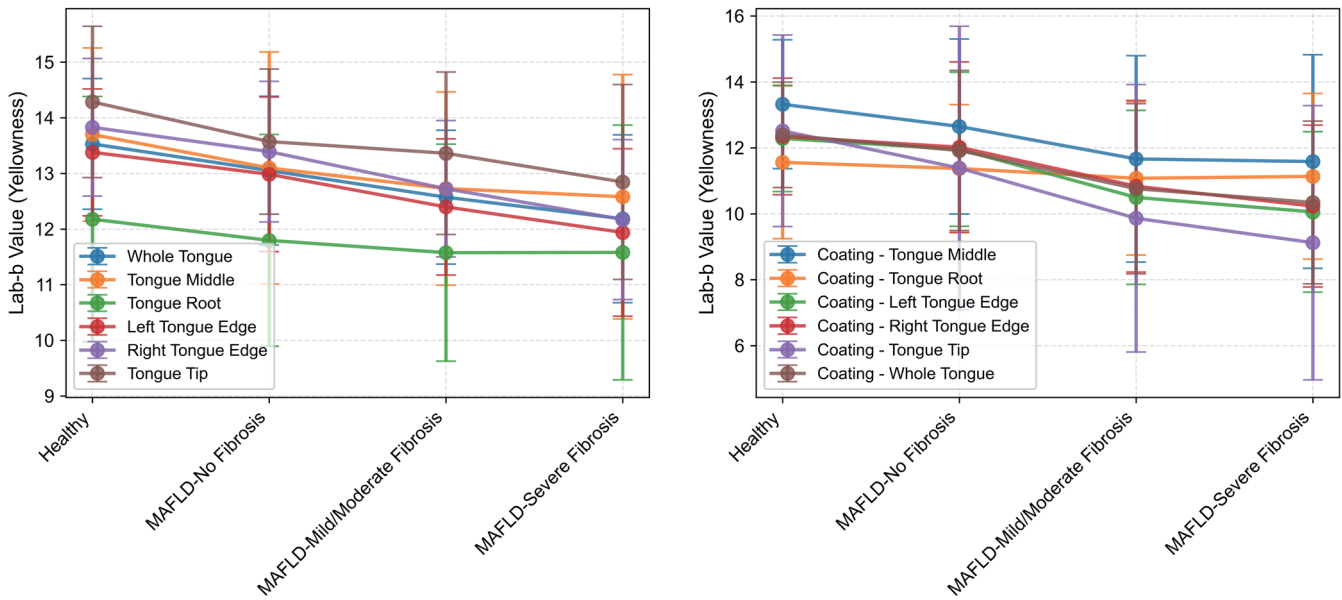 Lab-b Value (Yellowness)
15
14
13
12
11
10
9
Whole Tongue
Tongue Middle
Tongue Root
Left Tongue Edge
Right Tongue Edge
Tongue Tip
Healthy
MAFLD-No Fibrosis
MAFLD-Mild/Moderate Fibrosis
MAFLD-Severe Fibrosis
Lab-b Value (Yellowness)
16
14
12
10
8
6
Coating - Tongue Middle
Coating - Tongue Root
Coating - Left Tongue Edge
Coating - Right Tongue Edge
Coating - Tongue Tip
Coating - Whole Tongue
Healthy
MAFLD-No Fibrosis
MAFLD-Mild/Moderate Fibrosis
MAFLD-Severe Fibrosis